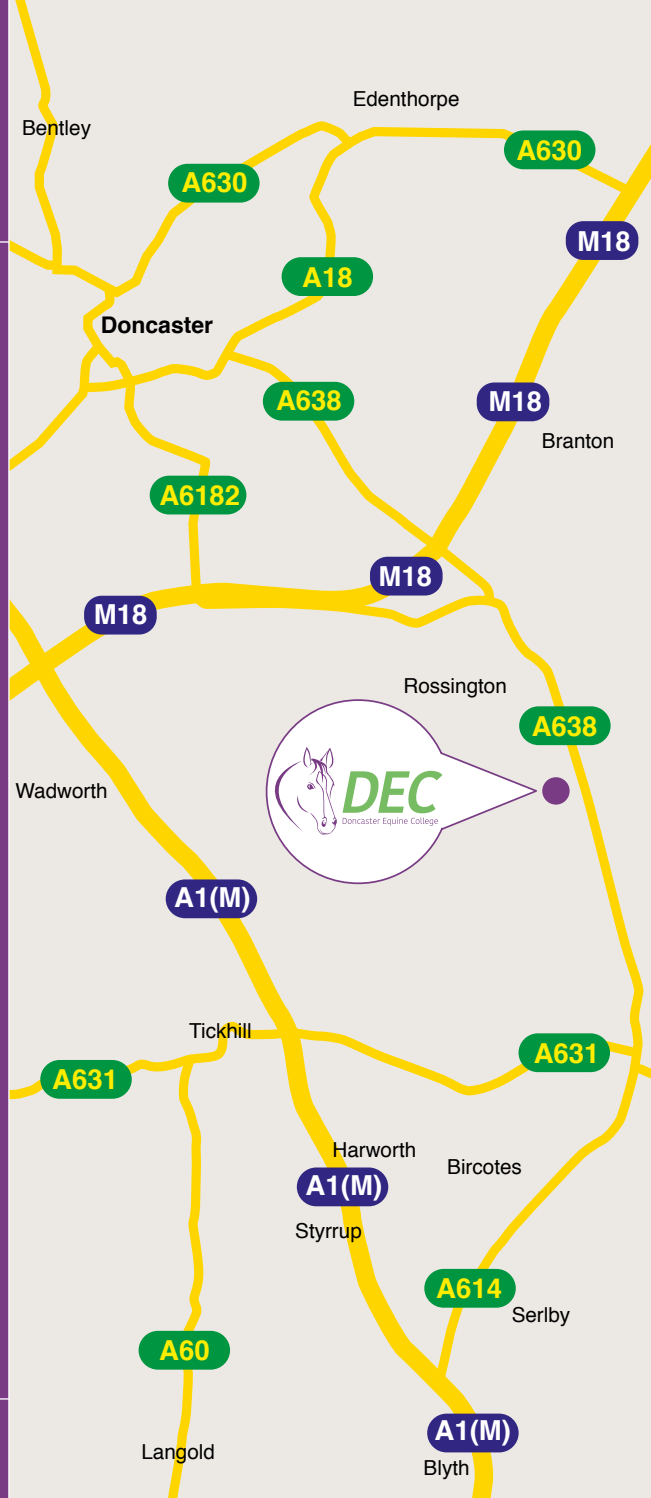 Edenthorpe
Bentley
A630
A630
M18
A18
Doncaster
A638
M18
Branton
A6182
M18
M18
Rossington
A638
DEC
Doncaster Equine College
Wadworth
A1(M)
Tickhill
A631
A631
Harworth
Bircotes
A1(M)
Styrrup
A614
Serlby
A60
A1(M)
Langold
Blyth